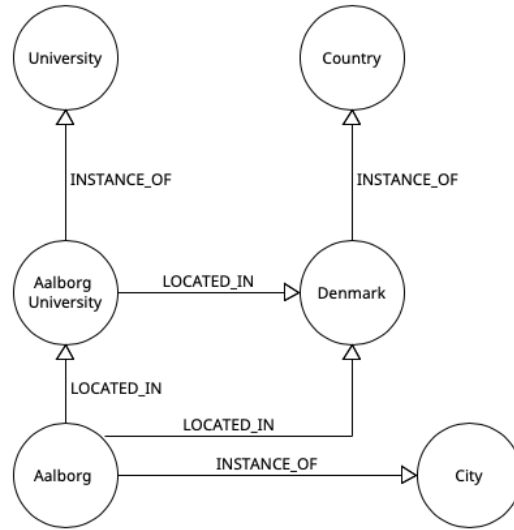 University
Country
INSTANCE_OF
INSTANCE_OF
Aalborg
University
LOCATED_IN
Denmark
LOCATED_IN
LOCATED_IN
Aalborg
INSTANCE_OF
City